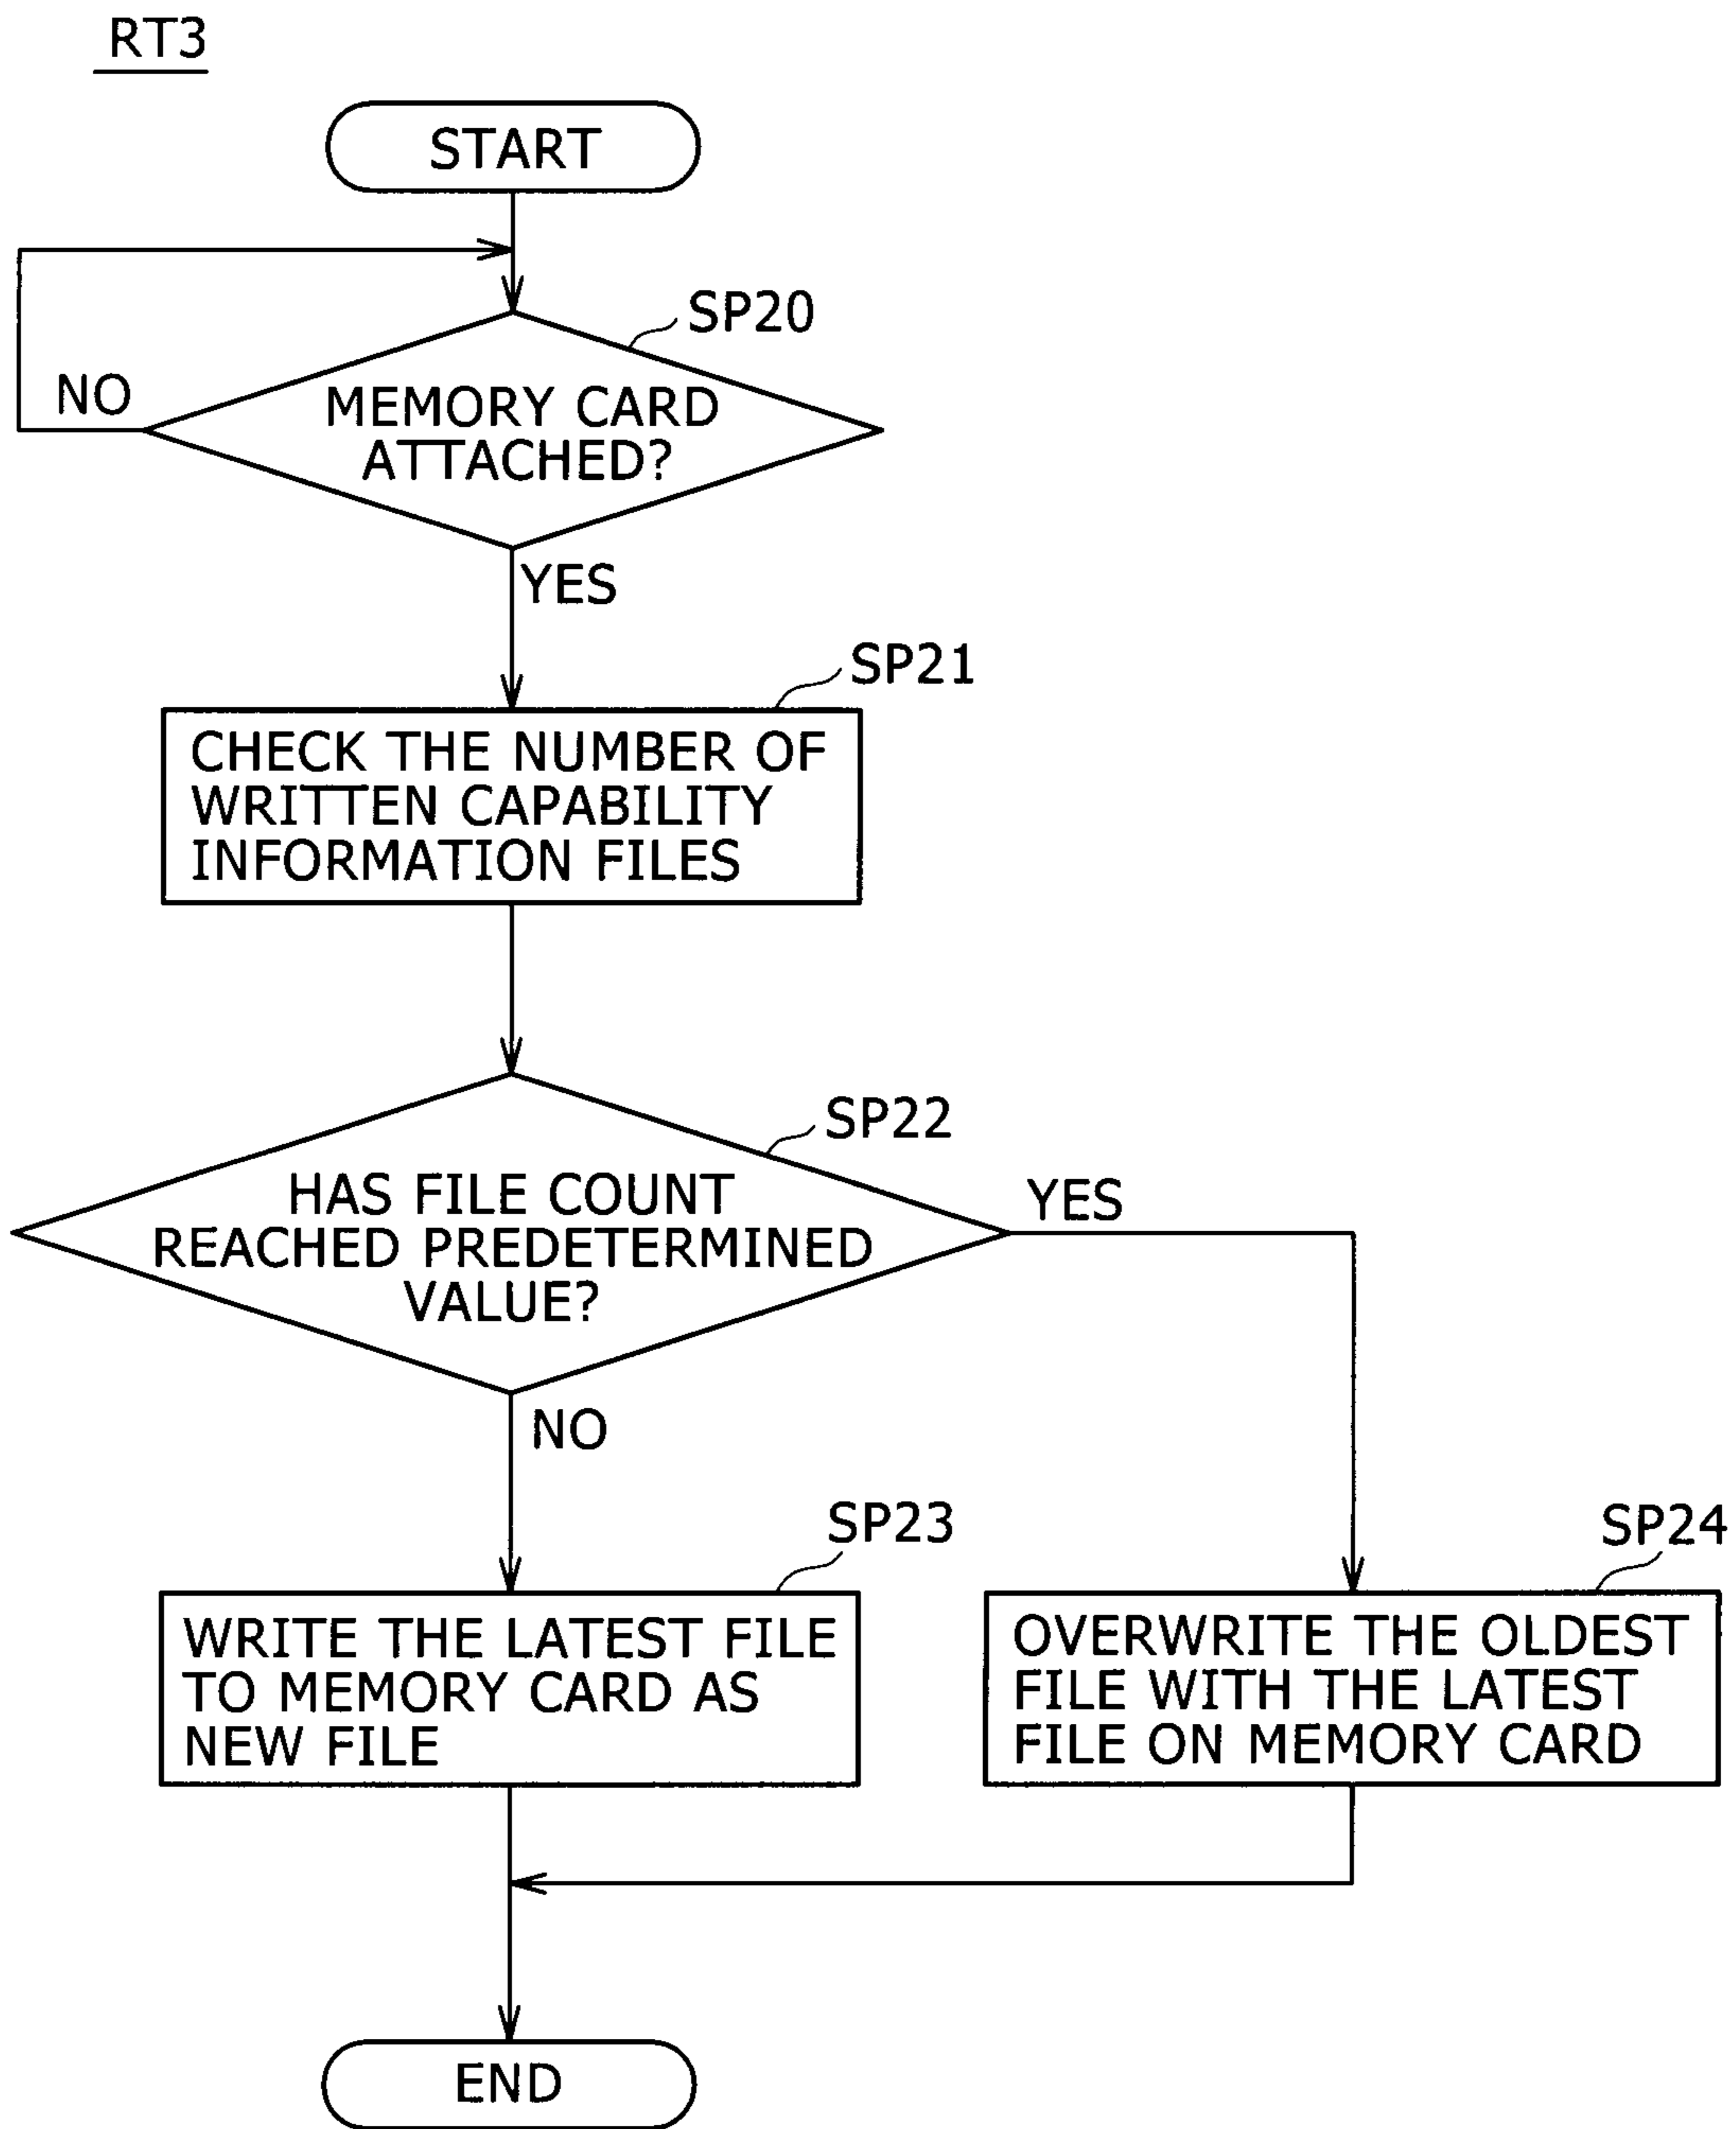 RT3
START
SP20
NO
MEMORY CARD
ATTACHED?
YES
SP21
CHECK THE NUMBER OF
WRITTEN CAPABILITY
INFORMATION FILES
SP22
HAS FILE COUNT
REACHED PREDETERMINED
VALUE?
YES
NO
SP23
WRITE THE LATEST FILE
TO MEMORY CARD AS
NEW FILE
SP24
OVERWRITE THE OLDEST
FILE WITH THE LATEST
FILE ON MEMORY CARD
END